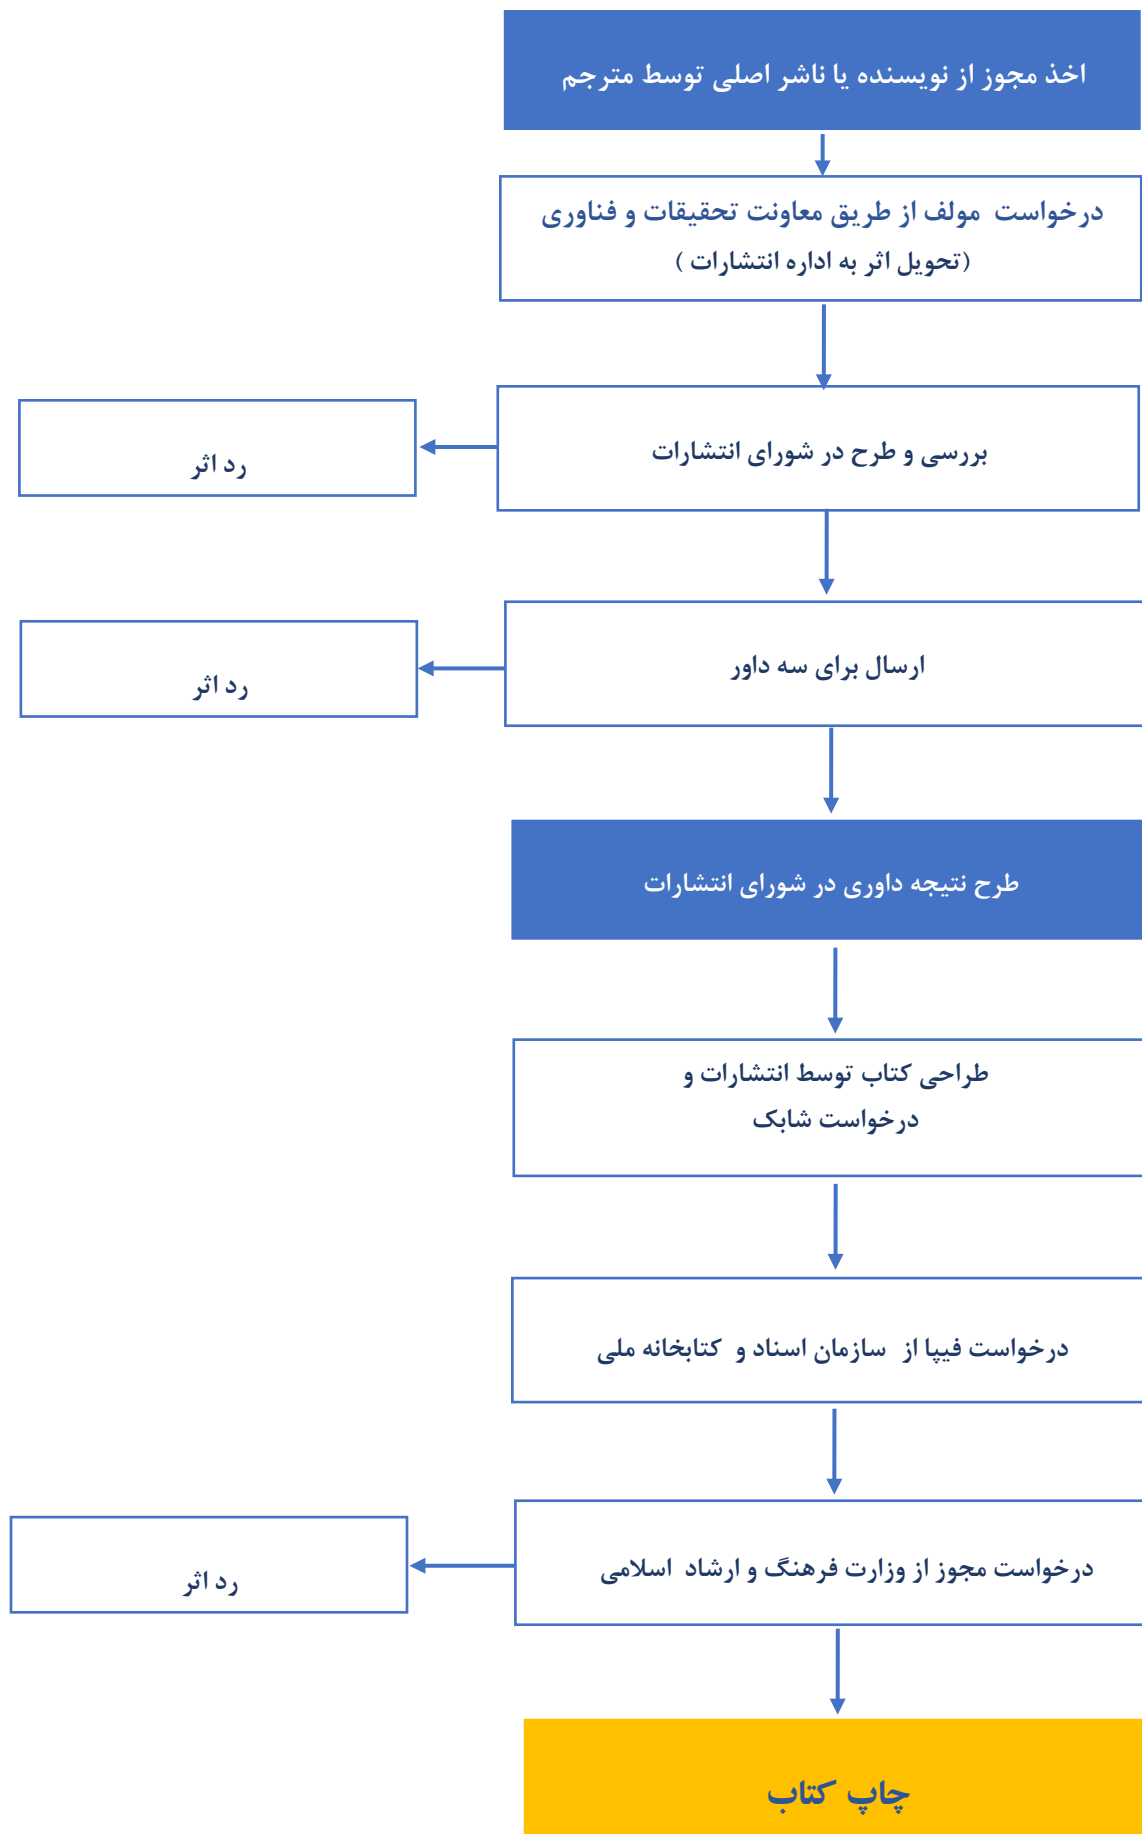 اخذ مجوز از نویسنده یا ناشر اصلی توسط مترجم
درخواست مولف از طریق معاونت تحقیقات و فناوری
(تحویل اثر به اداره انتشارات )
بررسی و طرح در شورای انتشارات
رد اثر
ارسال برای سه داور
رد اثر
طرح نتیجه داوری در شورای انتشارات
طراحی کتاب توسط انتشارات و
درخواست شابک
درخواست فیپا از سازمان اسناد و کتابخانه ملی
درخواست مجوز از وزارت فرهنگ و ارشاد اسلامی
رد اثر
چاپ کتاب